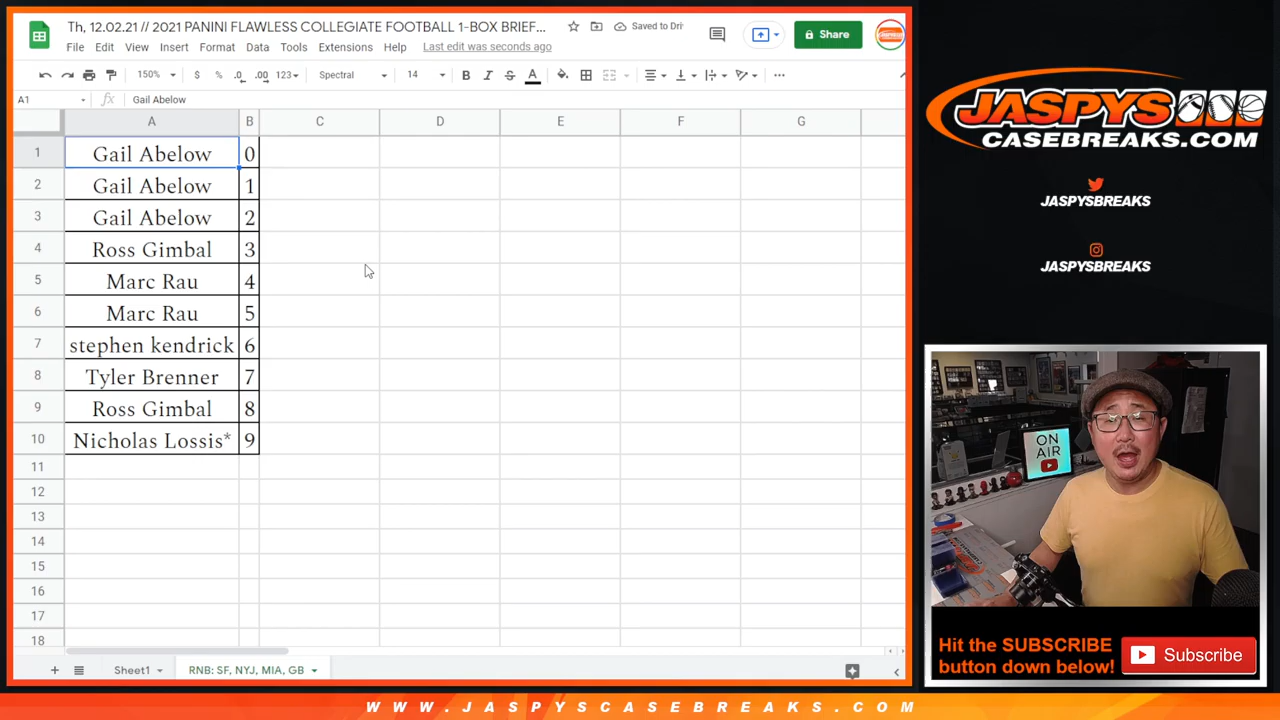 Th, 12.02.21 // 2021 PANINI FLAWLESS COLLEGIATE FOOTBALL 1-BOX BRIEF...
Saved to Dri
File Edit View Insert Format Data Tools Extensions Help Last edit was seconds ago
Share
150% $ % .0 .00 123 Spectral 14 B I S A
A1 fx Gail Abelow
A B C D E F G
1 Gail Abelow 0
2 Gail Abelow 1
3 Gail Abelow 2
4 Ross Gimbal 3
5 Marc Rau 4
6 Marc Rau 5
7 stephen kendrick 6
8 Tyler Brenner 7
9 Ross Gimbal 8
10 Nicholas Lossis* 9
11
12
13
14
15
16
17
18
Sheet1 RNB: SF, NYJ, MIA, GB
JASPYS
CASEBREAKS.COM
JASPYSBREAKS
JASPYSBREAKS
ON
AIR
Hit the SUBSCRIBE
button down below!
Subscribe
WWW.JASPYSCASEBREAKS.COM